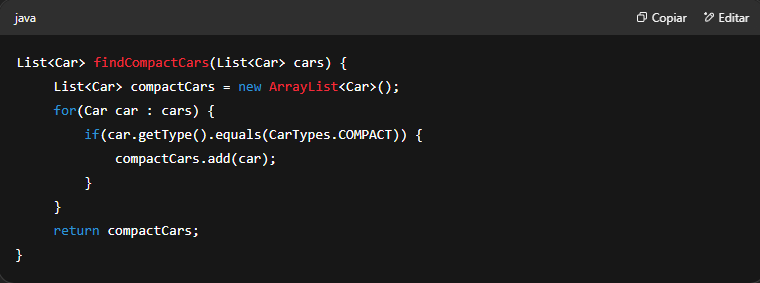 java
Copiar
Editar
List<Car> findCompactCars(List<Car> cars) {
List<Car> compactCars = new ArrayList<Car>();
for(Car car : cars) {
if(car.getType().equals(CarTypes.COMPACT)) {
compactCars.add(car);
}
}
return compactCars;
}